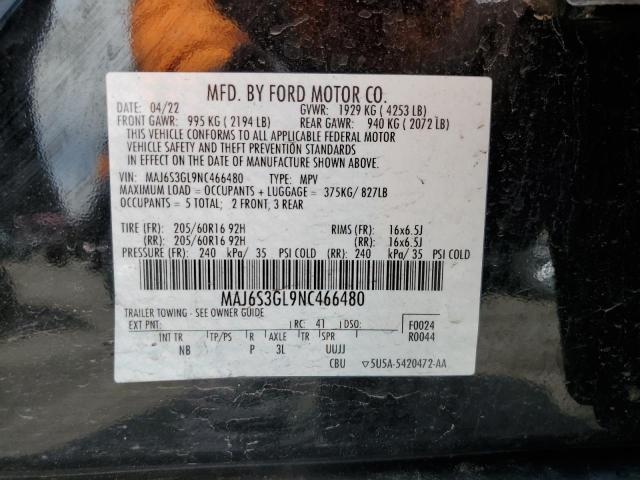 MFD. BY FORD MOTOR CO.
DATE: 04/22 GVWR: 1929 KG ( 4253 LB)
FRONT GAWR: 995 KG ( 2194 LB) REAR GAWR: 940 KG ( 2072 LB)
THIS VEHICLE CONFORMS TO ALL APPLICABLE FEDERAL MOTOR
VEHICLE SAFETY AND THEFT PREVENTION STANDARDS
IN EFFECT ON THE DATE OF MANUFACTURE SHOWN ABOVE.
VIN: MAJ6S3GL9NC466480 TYPE: MPV
MAXIMUM LOAD = OCCUPANTS + LUGGAGE = 375KG/ 827LB
OCCUPANTS = 5 TOTAL; 2 FRONT, 3 REAR
TIRE (FR): 205/60R16 92H RIMS (FR): 16x6.5J
(RR): 205/60R16 92H (RR): 16x6.5J
PRESSURE (FR): 240 kPa/ 35 PSI COLD (RR): 240 kPa/ 35 PSI COLD
MAJ6S3GL9NC466480
TRAILER TOWING - SEE OWNER GUIDE
EXT PNT: RC: 41 DSO: F0024
INT TR TP/PS R AXLE TR SPR R0044
NB P 3L UUJJ
CBU ▽5U5A-5420472-AA